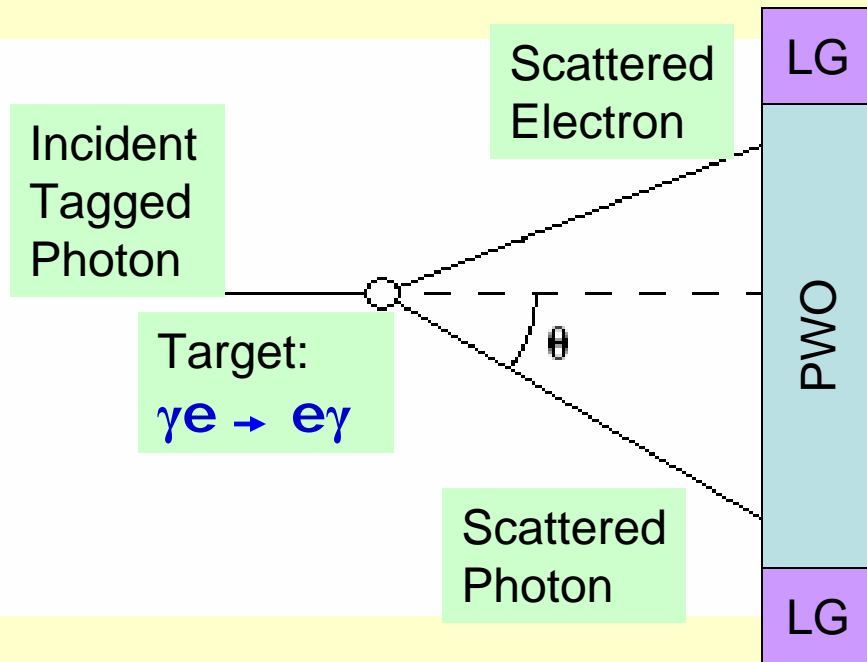 Scattered
Electron
LG
Incident
Tagged
Photon
θ
PWO
Target:
γe → eγ
Scattered
Photon
LG